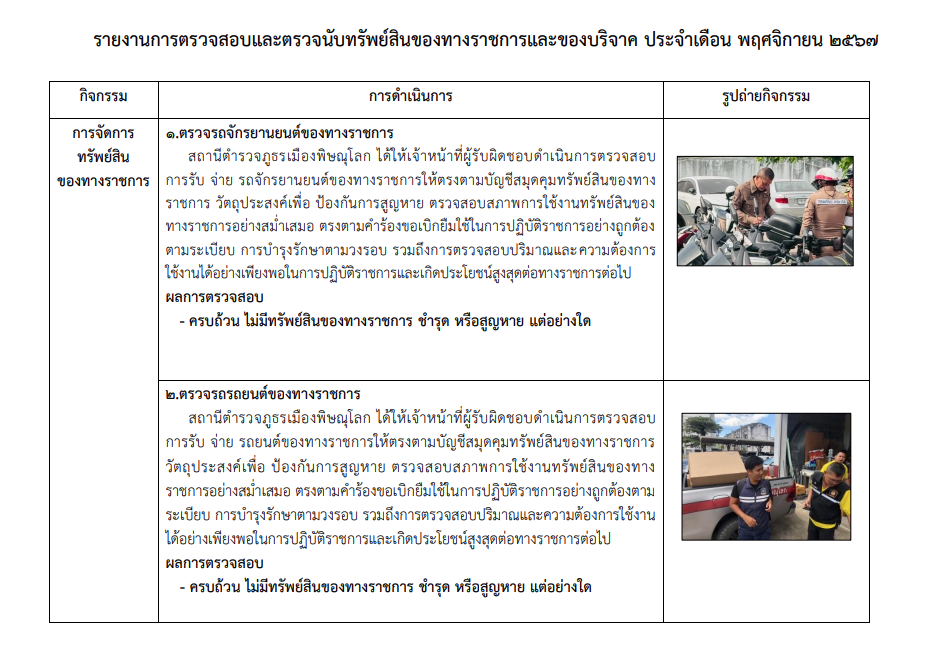 รายงานการตรวจสอบและตรวจนับทรัพย์สินของทางราชการและของบริจาค ประจำเดือน พฤศจิกายน ๒๕๖๗
กิจกรรม
การดำเนินการ
รูปถ่ายกิจกรรม
การจัดการ
ทรัพย์สิน
ของทางราชการ
๑.ตรวจรถจักรยานยนต์ของทางราชการ
สถานีตำรวจภูธรเมืองพิษณุโลก ได้ให้เจ้าหน้าที่ผู้รับผิดชอบดำเนินการตรวจสอบ
การรับ จ่าย รถจักรยานยนต์ของทางราชการให้ตรงตามบัญชีสมุดคุมทรัพย์สินของทาง
ราชการ วัตถุประสงค์เพื่อ ป้องกันการสูญหาย ตรวจสอบสภาพการใช้งานทรัพย์สินของ
ทางราชการอย่างสม่ำเสมอ ตรงตามคำร้องขอเบิกยืมใช้ในการปฏิบัติราชการอย่างถูกต้อง
ตามระเบียบ การบำรุงรักษาตามวงรอบ รวมถึงการตรวจสอบปริมาณและความต้องการ
ใช้งานได้อย่างเพียงพอในการปฏิบัติราชการและเกิดประโยชน์สูงสุดต่อทางราชการต่อไป
ผลการตรวจสอบ
- ครบถ้วน ไม่มีทรัพย์สินของทางราชการ ชำรุด หรือสูญหาย แต่อย่างใด
๒.ตรวจรถรถยนต์ของทางราชการ
สถานีตำรวจภูธรเมืองพิษณุโลก ได้ให้เจ้าหน้าที่ผู้รับผิดชอบดำเนินการตรวจสอบ
การรับ จ่าย รถยนต์ของทางราชการให้ตรงตามบัญชีสมุดคุมทรัพย์สินของทางราชการ
วัตถุประสงค์เพื่อ ป้องกันการสูญหาย ตรวจสอบสภาพการใช้งานทรัพย์สินของทาง
ราชการอย่างสม่ำเสมอ ตรงตามคำร้องขอเบิกยืมใช้ในการปฏิบัติราชการอย่างถูกต้องตาม
ระเบียบ การบำรุงรักษาตามวงรอบ รวมถึงการตรวจสอบปริมาณและความต้องการใช้งาน
ได้อย่างเพียงพอในการปฏิบัติราชการและเกิดประโยชน์สูงสุดต่อทางราชการต่อไป
ผลการตรวจสอบ
- ครบถ้วน ไม่มีทรัพย์สินของทางราชการ ชำรุด หรือสูญหาย แต่อย่างใด